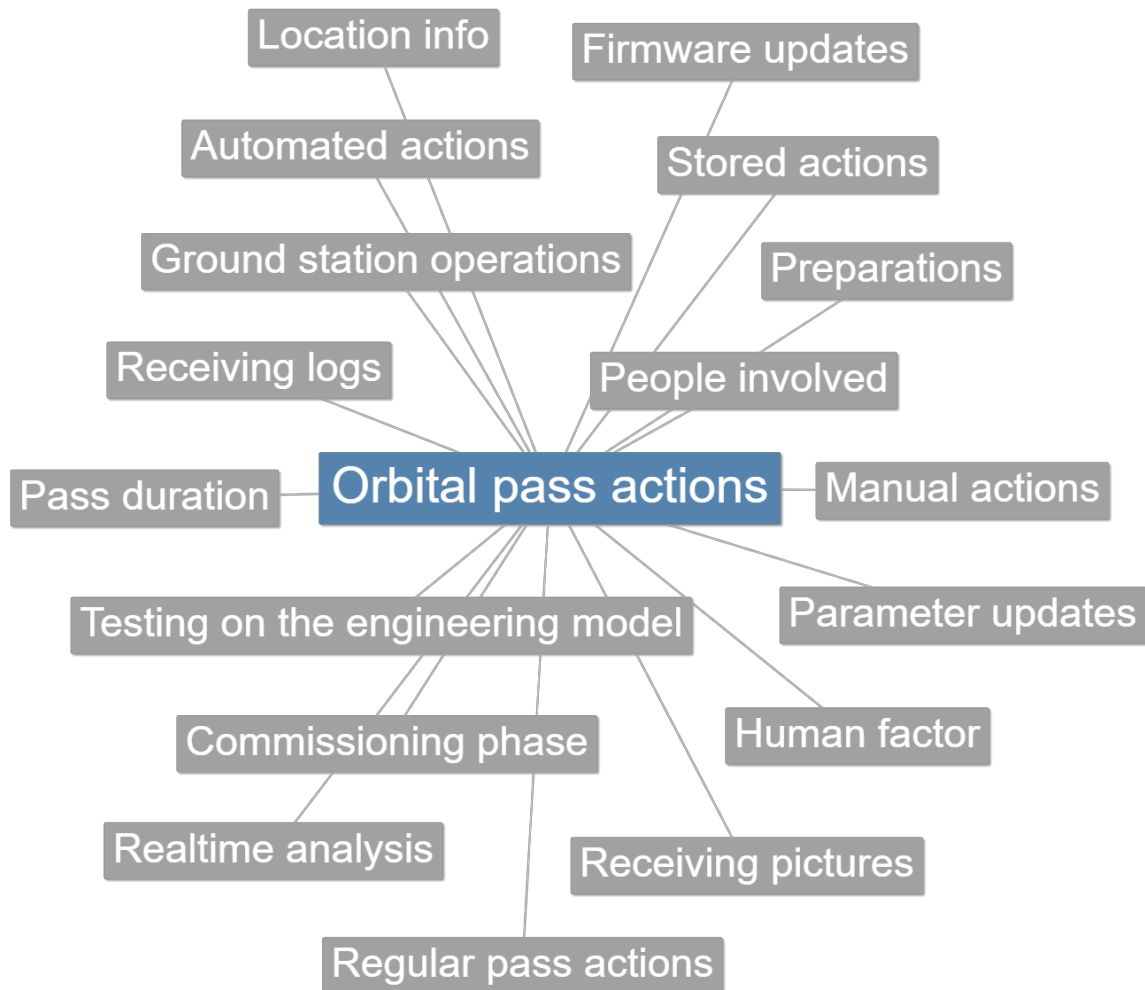 Location info
Firmware updates
Automated actions
Stored actions
Ground station operations
Preparations
Receiving logs
People involved
Pass duration
Orbital pass actions
Manual actions
Testing on the engineering model
Parameter updates
Commissioning phase
Human factor
Realtime analysis
Receiving pictures
Regular pass actions